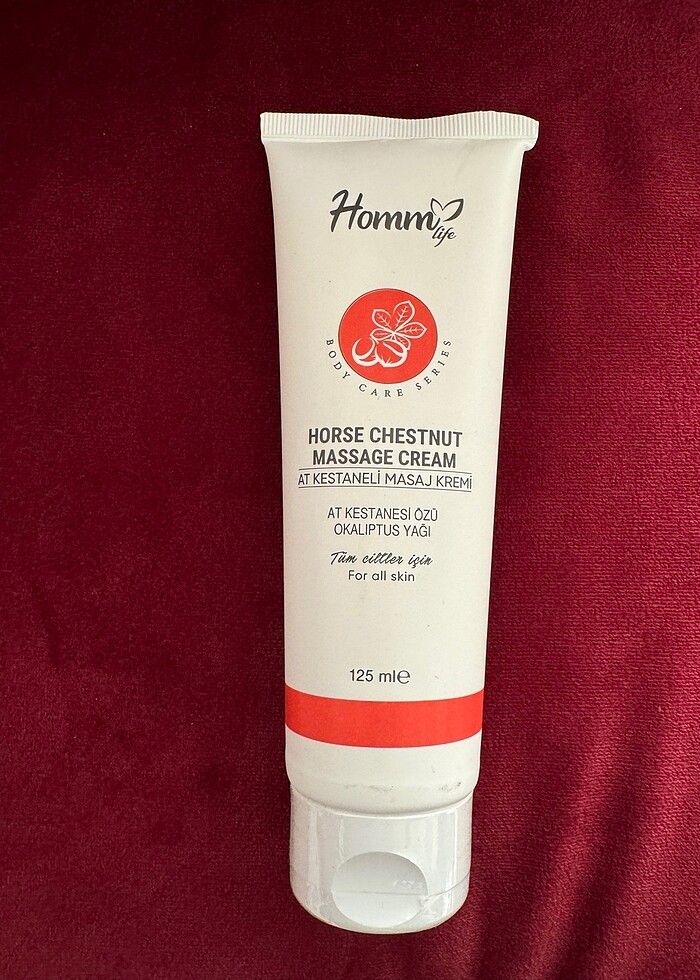 Homm
life
BODY CARE SERIES
HORSE CHESTNUT
MASSAGE CREAM
AT KESTANELİ MASAJ KREMİ
AT KESTANESİ ÖZÜ
OKALIPTUS YAĞI
Tüm ciltler için
For all skin
125 ml℮